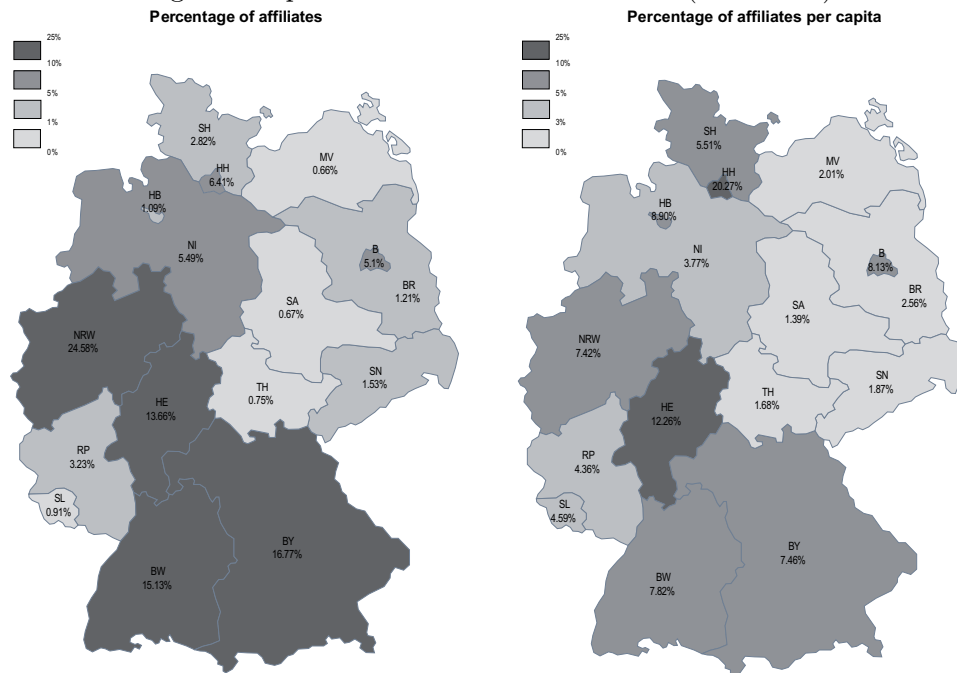 Percentage of affiliates
25%
10%
5%
1%
0%
SH
2.82%
MV
0.66%
HH
6.41%
HB
1.09%
NI
5.49%
B
5.1%
BR
1.21%
SA
0.67%
NRW
24.58%
SN
1.53%
TH
0.75%
HE
13.66%
RP
3.23%
SL
0.91%
BY
16.77%
BW
15.13%
Percentage of affiliates per capita
25%
10%
5%
3%
0%
SH
5.51%
MV
2.01%
HH
20.27%
HB
8.90%
NI
3.77%
B
8.13%
BR
2.56%
SA
1.39%
NRW
7.42%
SN
1.87%
TH
1.68%
HE
12.26%
RP
4.36%
SL
4.59%
BY
7.46%
BW
7.82%